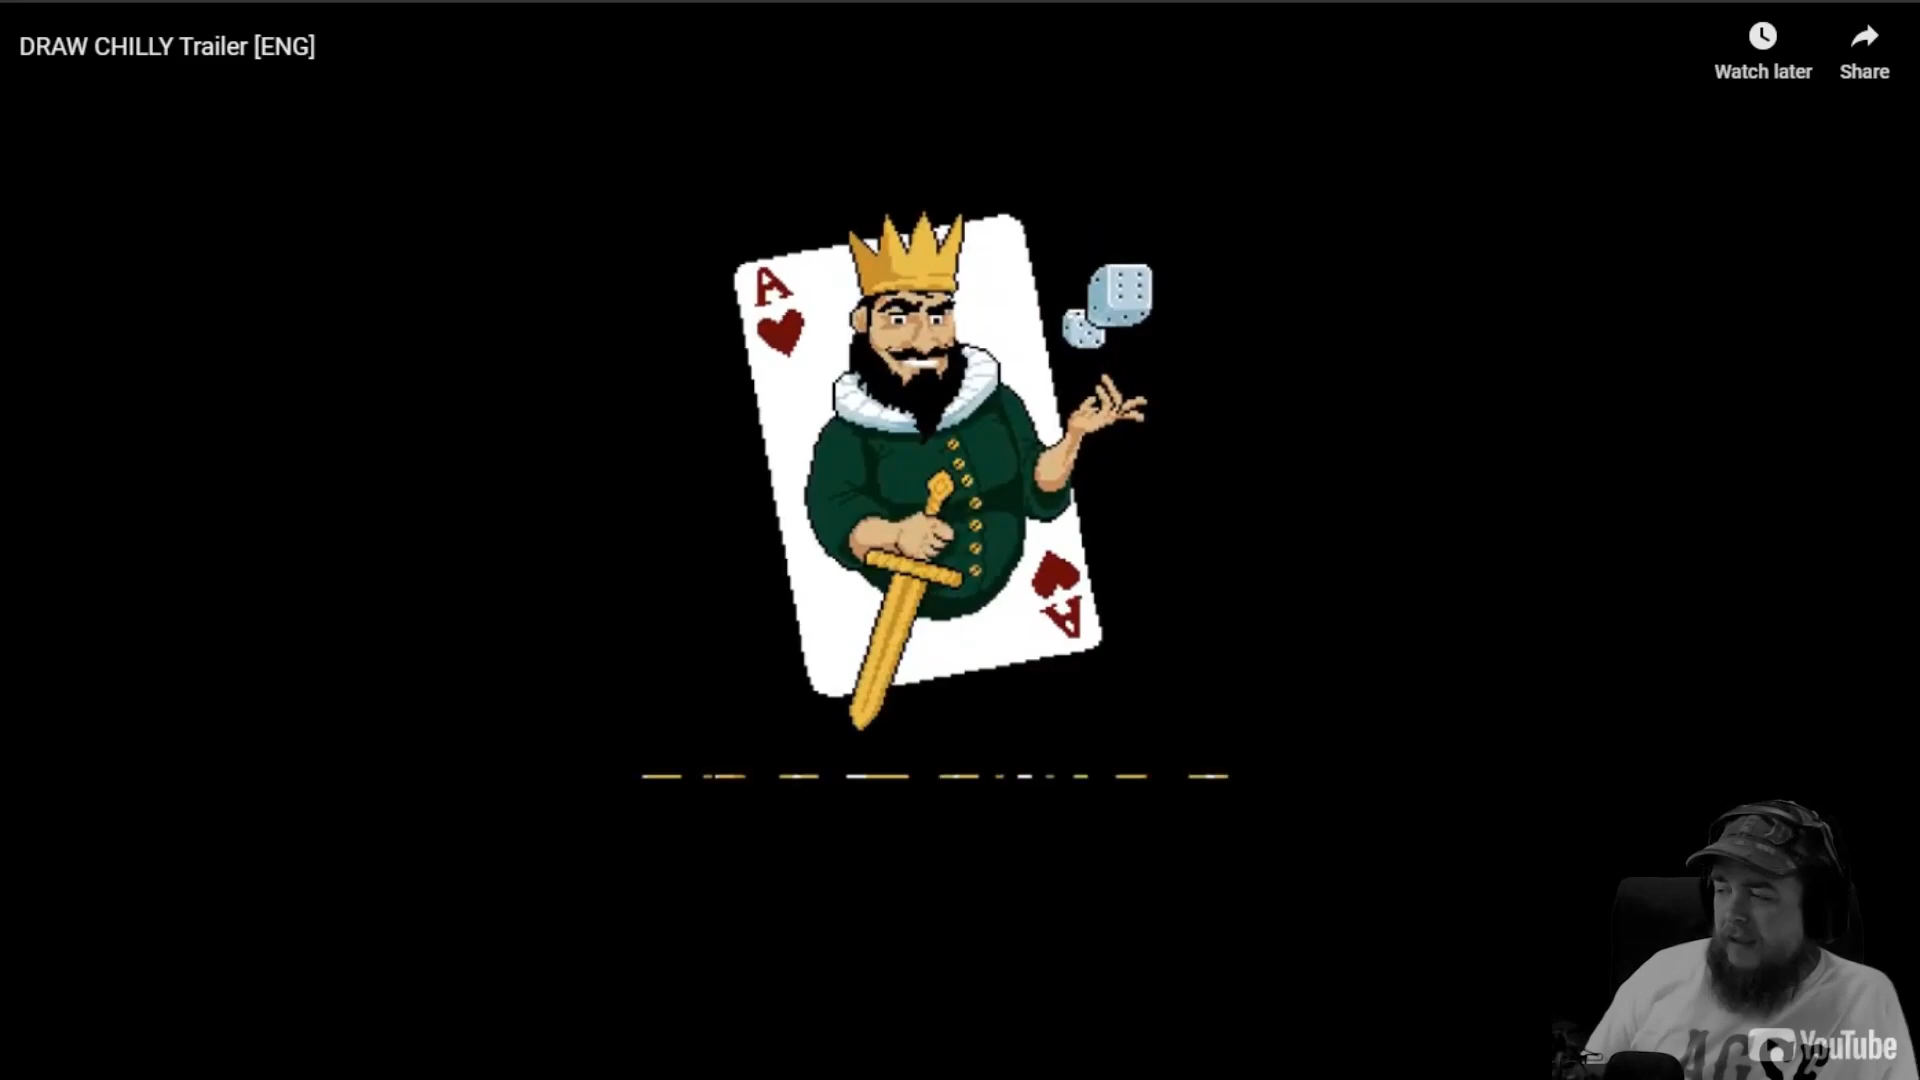 DRAW CHILLY Trailer [ENG]
Watch later
Share
A
A
YouTube